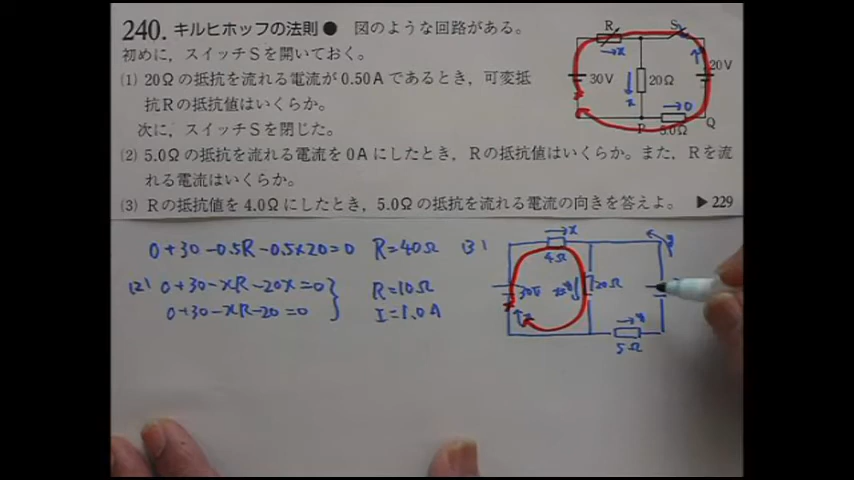 240. キルヒホッフの法則● 図のような回路がある。
初めに，スイッチSを開いておく。
(1) 20Ωの抵抗を流れる電流が0.50Aであるとき，可変抵
抗Rの抵抗値はいくらか。
次に，スイッチSを閉じた。
(2) 5.0Ωの抵抗を流れる電流を0Aにしたとき，Rの抵抗値はいくらか。また，Rを流
れる電流はいくらか。
(3) Rの抵抗値を4.0Ωにしたとき，5.0Ωの抵抗を流れる電流の向きを答えよ。 ▶229
R S
x
30V 20Ω 20V
x
0
P 5.0Ω Q
0+30-0.5R-0.5×20=0 R=40Ω
(2) 0+30-xR-20x=0 R=10Ω
0+30-xR-20=0 I=1.0A
(3)
x
4Ω
y
30V 20Ω
x
y
5Ω